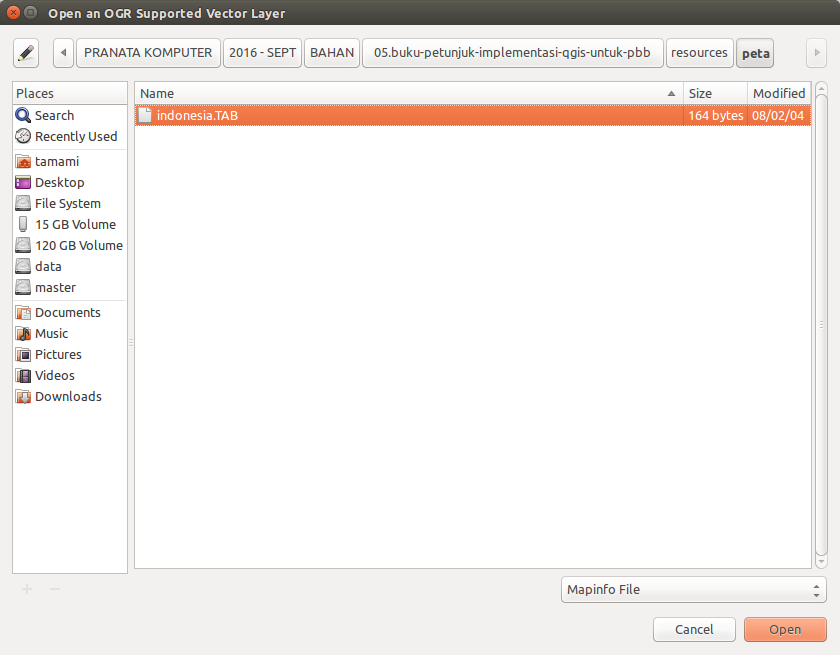 Open an OGR Supported Vector Layer
PRANATA KOMPUTER 2016 - SEPT BAHAN 05.buku-petunjuk-implementasi-qgis-untuk-pbb resources peta
Places
Search
Recently Used
tamami
Desktop
File System
15 GB Volume
120 GB Volume
data
master
Documents
Music
Pictures
Videos
Downloads
Name Size Modified
indonesia.TAB 164 bytes 08/02/04
Mapinfo File
Cancel Open